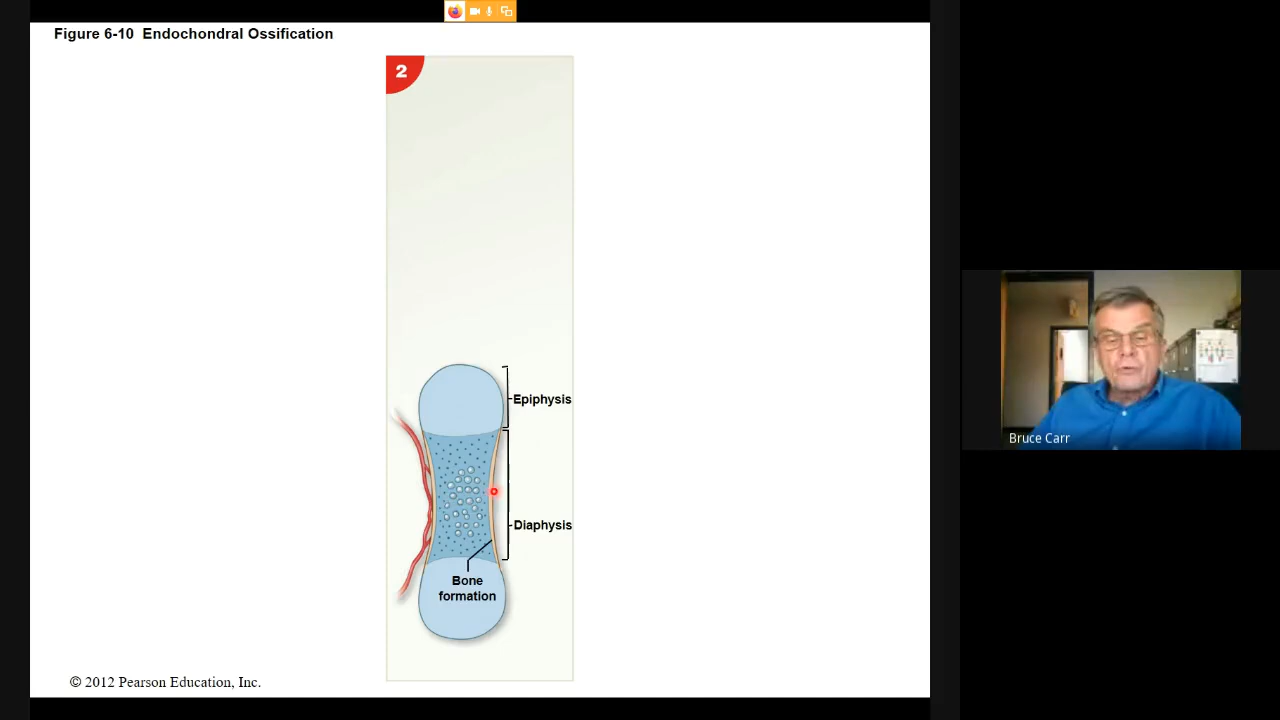 Figure 6-10 Endochondral Ossification
2
Epiphysis
Diaphysis
Bone
formation
Bruce Carr
© 2012 Pearson Education, Inc.